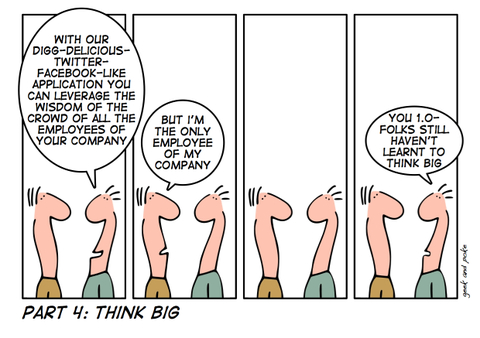 WITH OUR
DIGG-DELICIOUS-
TWITTER-
FACEBOOK-LIKE
APPLICATION YOU
CAN LEVERAGE THE
WISDOM OF THE
CROWD OF ALL THE
EMPLOYEES OF
YOUR COMPANY
BUT I'M
THE ONLY
EMPLOYEE
OF MY
COMPANY
YOU 1.0-
FOLKS STILL
HAVEN'T
LEARNT TO
THINK BIG
geek and poke
PART 4: THINK BIG